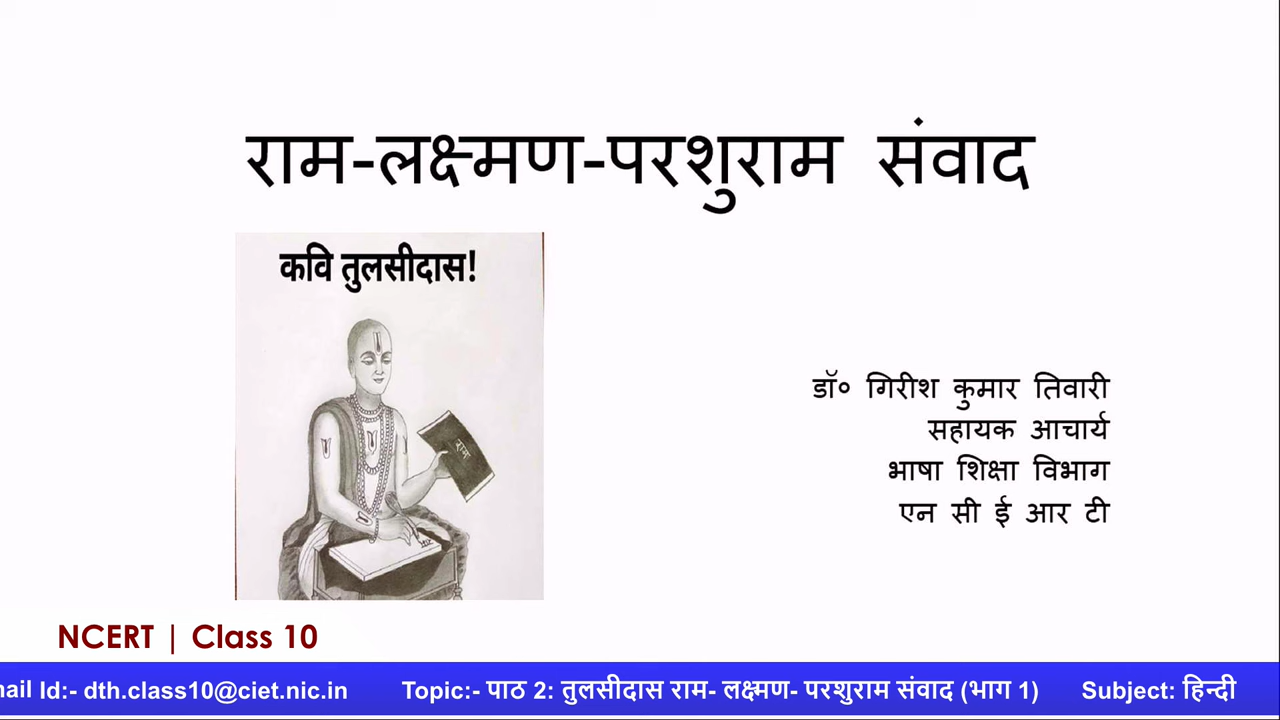 राम-लक्ष्मण-परशुराम संवाद
कवि तुलसीदास!
राम
डॉ० गिरीश कुमार तिवारी
सहायक आचार्य
भाषा शिक्षा विभाग
एन सी ई आर टी
NCERT | Class 10
Id:- dth.class10@ciet.nic.in Topic:- पाठ 2: तुलसीदास राम- लक्ष्मण- परशुराम संवाद (भाग 1) Subject: हिन्दी